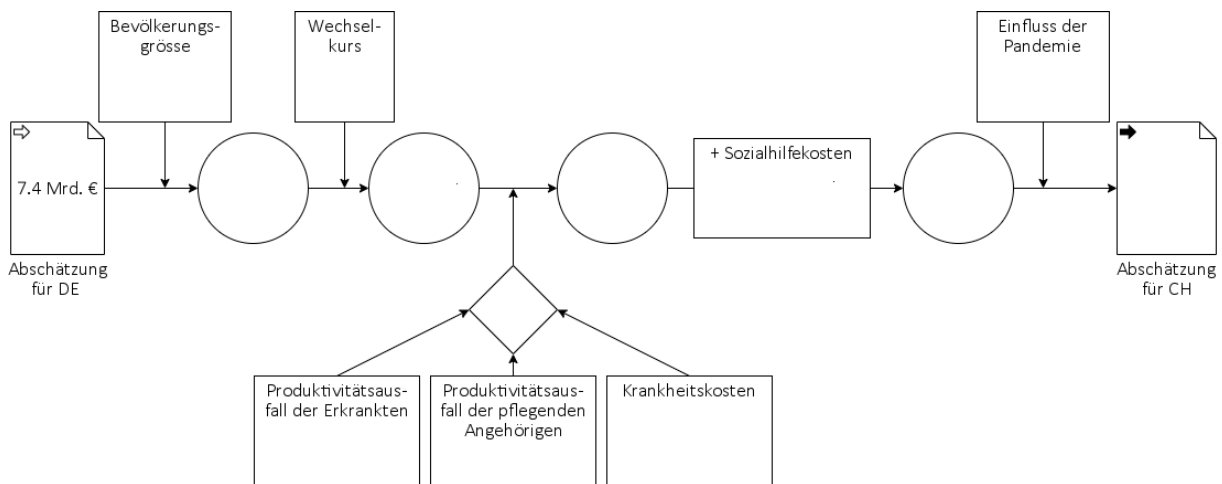 Bevölkerungs-
grösse
Wechsel-
kurs
Einfluss der
Pandemie
7.4 Mrd. €
+ Sozialhilfekosten
Abschätzung
für DE
Abschätzung
für CH
Produktivitätsaus-
fall der Erkrankten
Produktivitätsaus-
fall der pflegenden
Angehörigen
Krankheitskosten